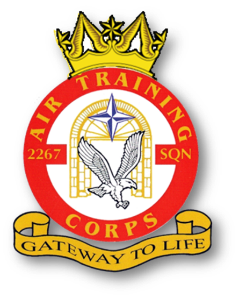 AIR TRAINING
2267 SQN
CORPS
GATEWAY TO LIFE